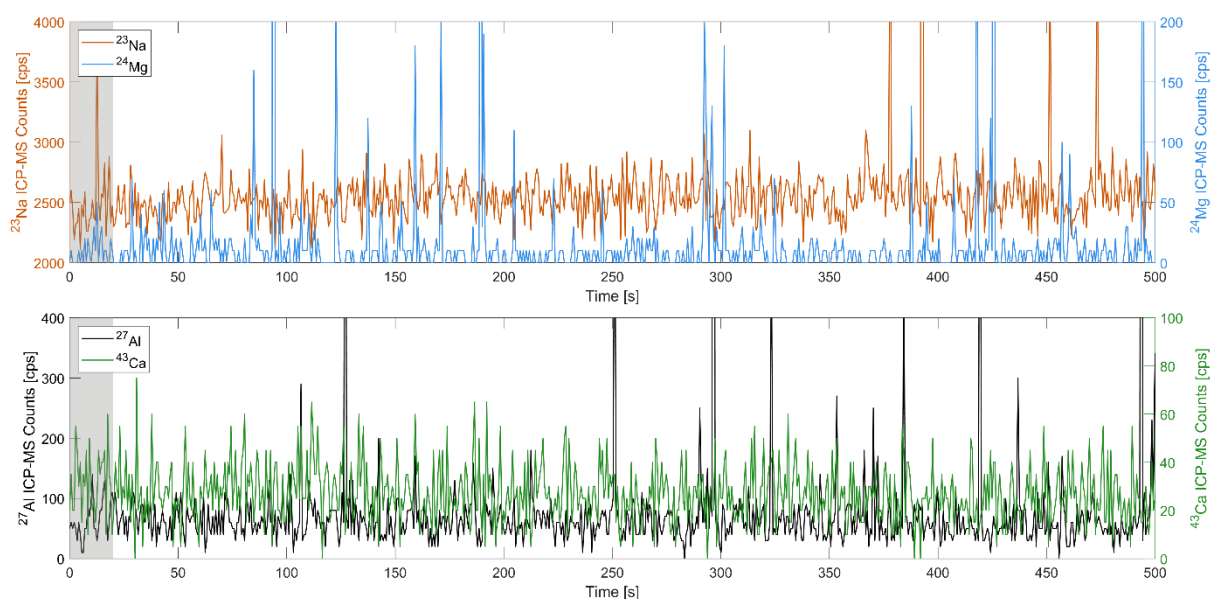 4000
3500
3000
2500
2000
²³Na ICP-MS Counts [cps]
²³Na
²⁴Mg
200
150
100
50
0
²⁴Mg ICP-MS Counts [cps]
0 50 100 150 200 250 300 350 400 450 500
Time [s]
400
300
200
100
0
²⁷Al ICP-MS Counts [cps]
²⁷Al
⁴³Ca
100
80
60
40
20
0
⁴³Ca ICP-MS Counts [cps]
0 50 100 150 200 250 300 350 400 450 500
Time [s]